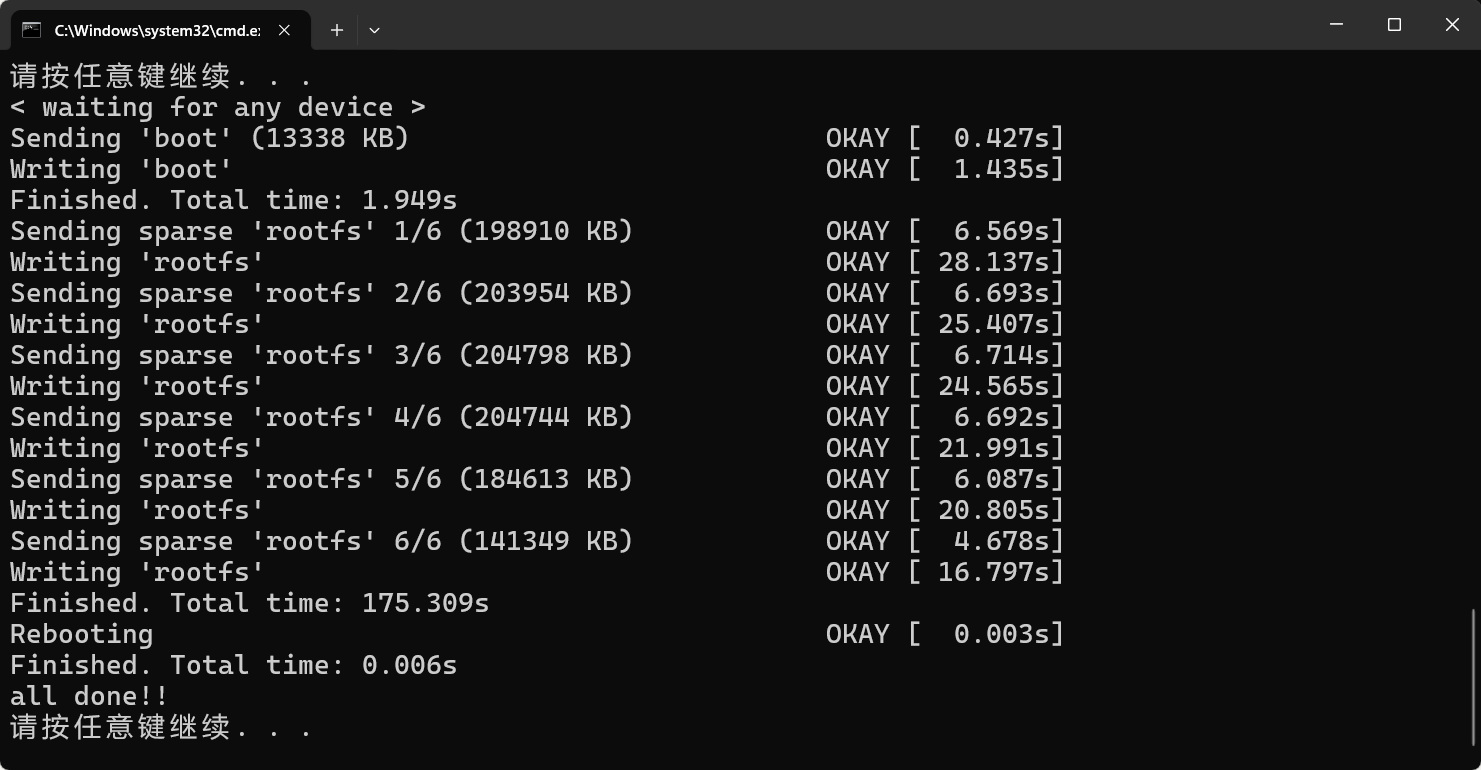 C:\Windows\system32\cmd.e
请按任意键继续. . .
< waiting for any device >
Sending 'boot' (13338 KB)                          OKAY [  0.427s]
Writing 'boot'                                     OKAY [  1.435s]
Finished. Total time: 1.949s
Sending sparse 'rootfs' 1/6 (198910 KB)            OKAY [  6.569s]
Writing 'rootfs'                                   OKAY [ 28.137s]
Sending sparse 'rootfs' 2/6 (203954 KB)            OKAY [  6.693s]
Writing 'rootfs'                                   OKAY [ 25.407s]
Sending sparse 'rootfs' 3/6 (204798 KB)            OKAY [  6.714s]
Writing 'rootfs'                                   OKAY [ 24.565s]
Sending sparse 'rootfs' 4/6 (204744 KB)            OKAY [  6.692s]
Writing 'rootfs'                                   OKAY [ 21.991s]
Sending sparse 'rootfs' 5/6 (184613 KB)            OKAY [  6.087s]
Writing 'rootfs'                                   OKAY [ 20.805s]
Sending sparse 'rootfs' 6/6 (141349 KB)            OKAY [  4.678s]
Writing 'rootfs'                                   OKAY [ 16.797s]
Finished. Total time: 175.309s
Rebooting                                          OKAY [  0.003s]
Finished. Total time: 0.006s
all done!!
请按任意键继续. . .